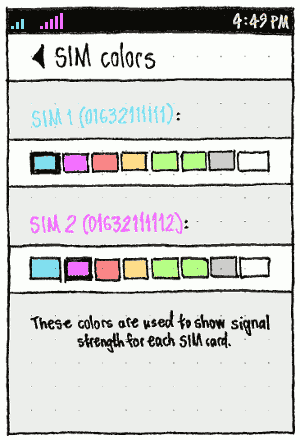 4:49 PM
SIM colors
SIM 1 (01632111111):
SIM 2 (01632111112):
These colors are used to show signal
strength for each SIM card.